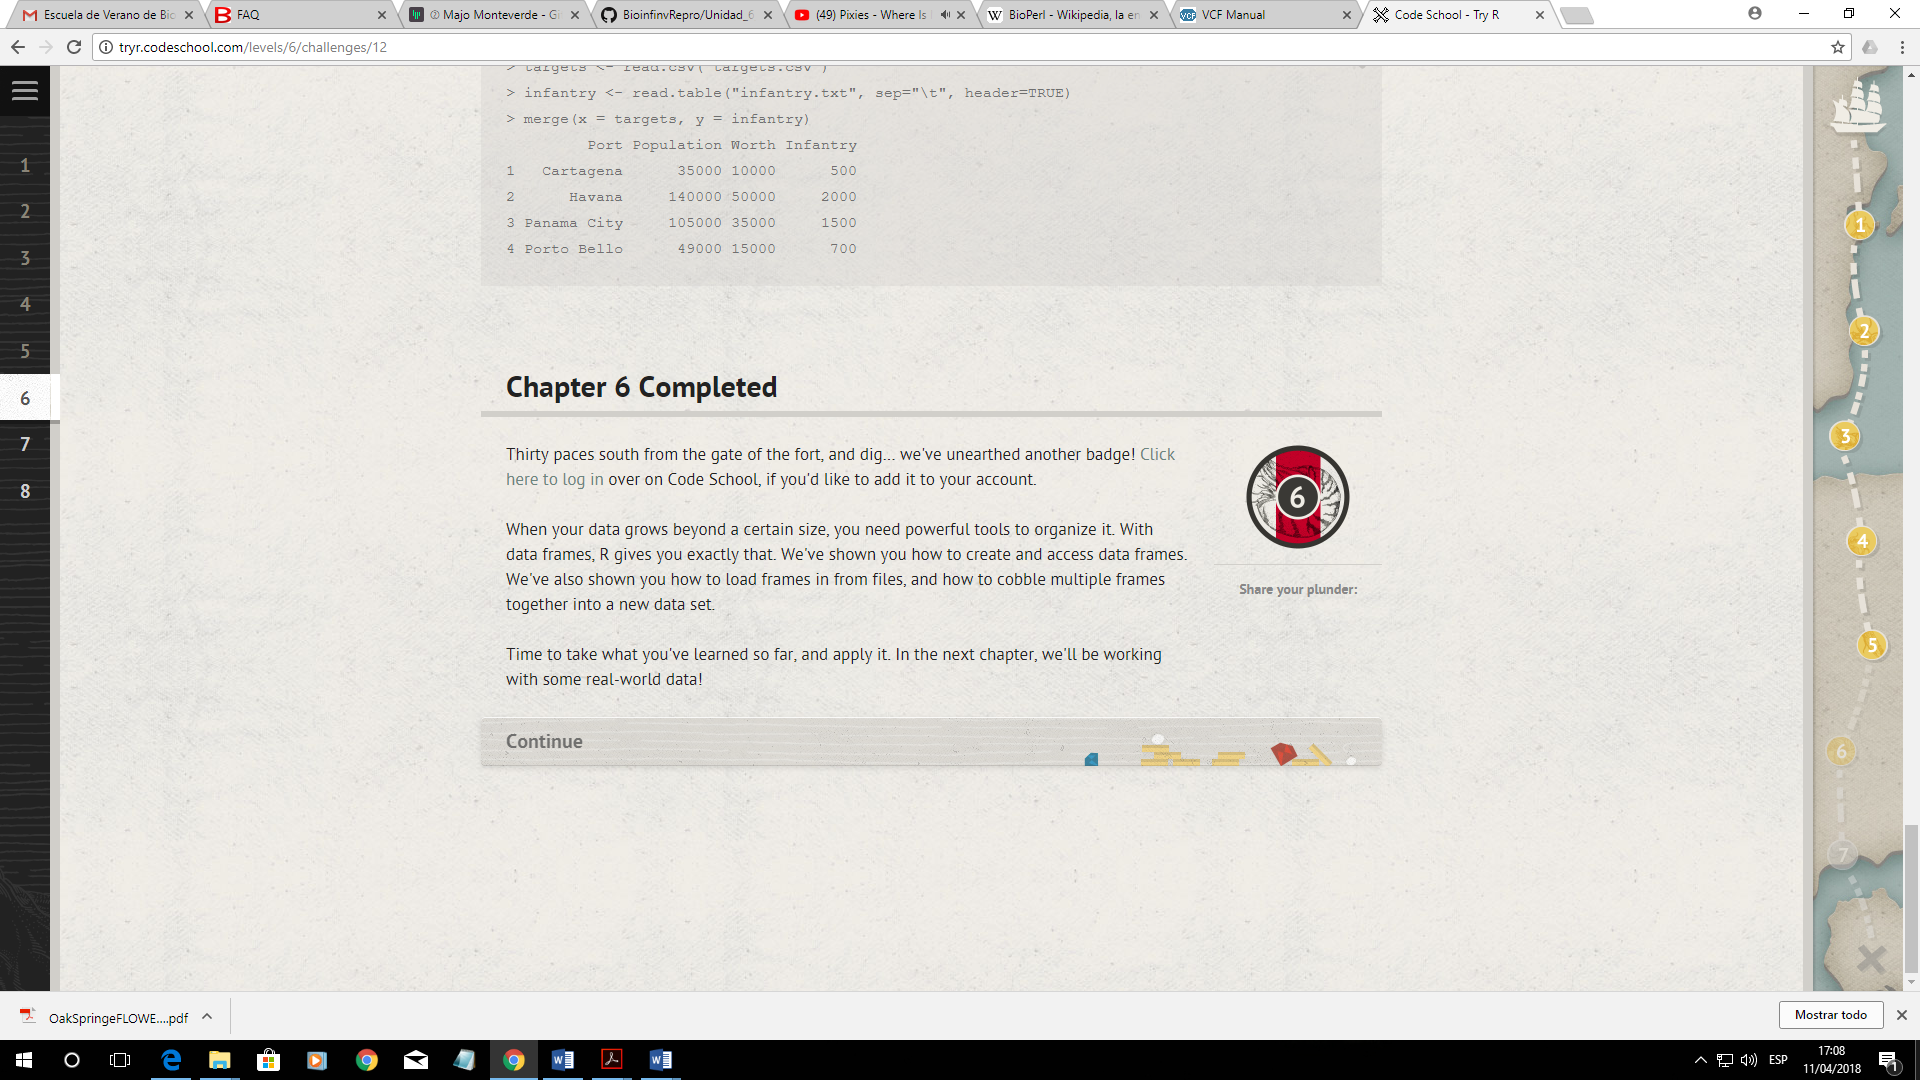 Escuela de Verano de Bio
FAQ
Majo Monteverde - Gi
BioinfinvRepro/Unidad_6
(49) Pixies - Where Is
BioPerl - Wikipedia, la en
VCF Manual
Code School - Try R
tryr.codeschool.com/levels/6/challenges/12
> targets <- read.csv("targets.csv")
> infantry <- read.table("infantry.txt", sep="\t", header=TRUE)
> merge(x = targets, y = infantry)
Port Population Worth Infantry
1 Cartagena 35000 10000 500
2 Havana 140000 50000 2000
3 Panama City 105000 35000 1500
4 Porto Bello 49000 15000 700
1
2
3
4
5
6
7
8
Chapter 6 Completed
Thirty paces south from the gate of the fort, and dig... we've unearthed another badge! Click
here to log in over on Code School, if you'd like to add it to your account.
When your data grows beyond a certain size, you need powerful tools to organize it. With
data frames, R gives you exactly that. We've shown you how to create and access data frames.
We've also shown you how to load frames in from files, and how to cobble multiple frames
together into a new data set.
Time to take what you've learned so far, and apply it. In the next chapter, we'll be working
with some real-world data!
6
Share your plunder:
Continue
1
2
3
4
5
6
7
OakSpringeFLOWE....pdf
Mostrar todo
ESP
17:08
11/04/2018
1